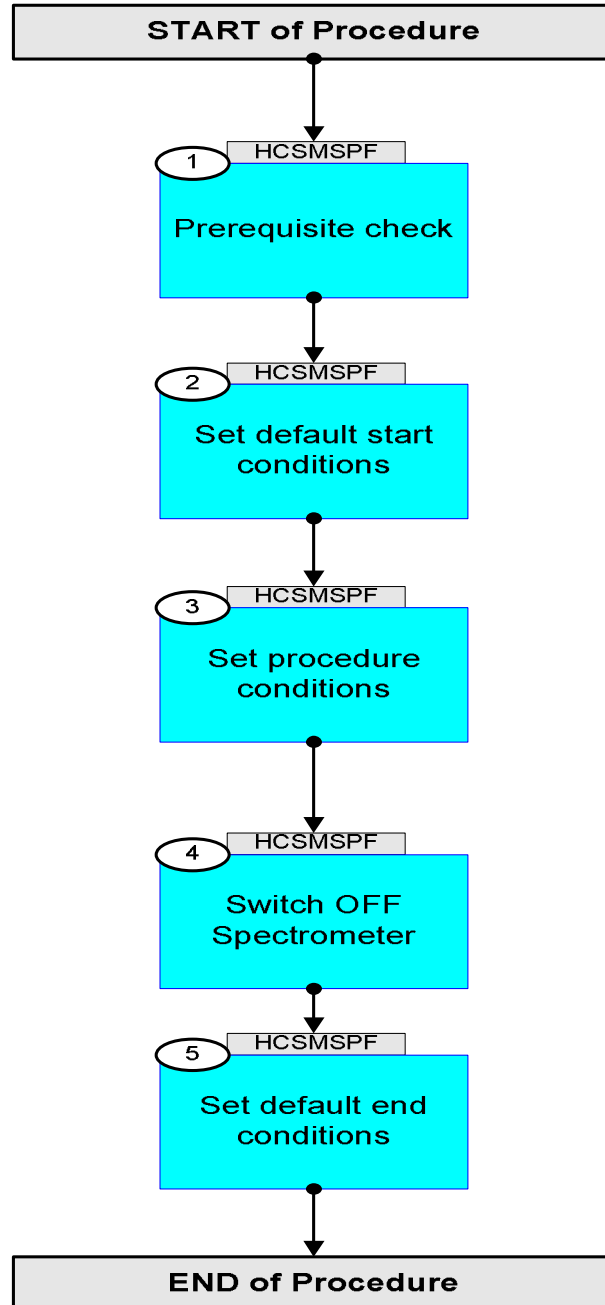 START of Procedure
HCSMSPF
1
Prerequisite check
HCSMSPF
2
Set default start
conditions
HCSMSPF
3
Set procedure
conditions
HCSMSPF
4
Switch OFF
Spectrometer
HCSMSPF
5
Set default end
conditions
END of Procedure